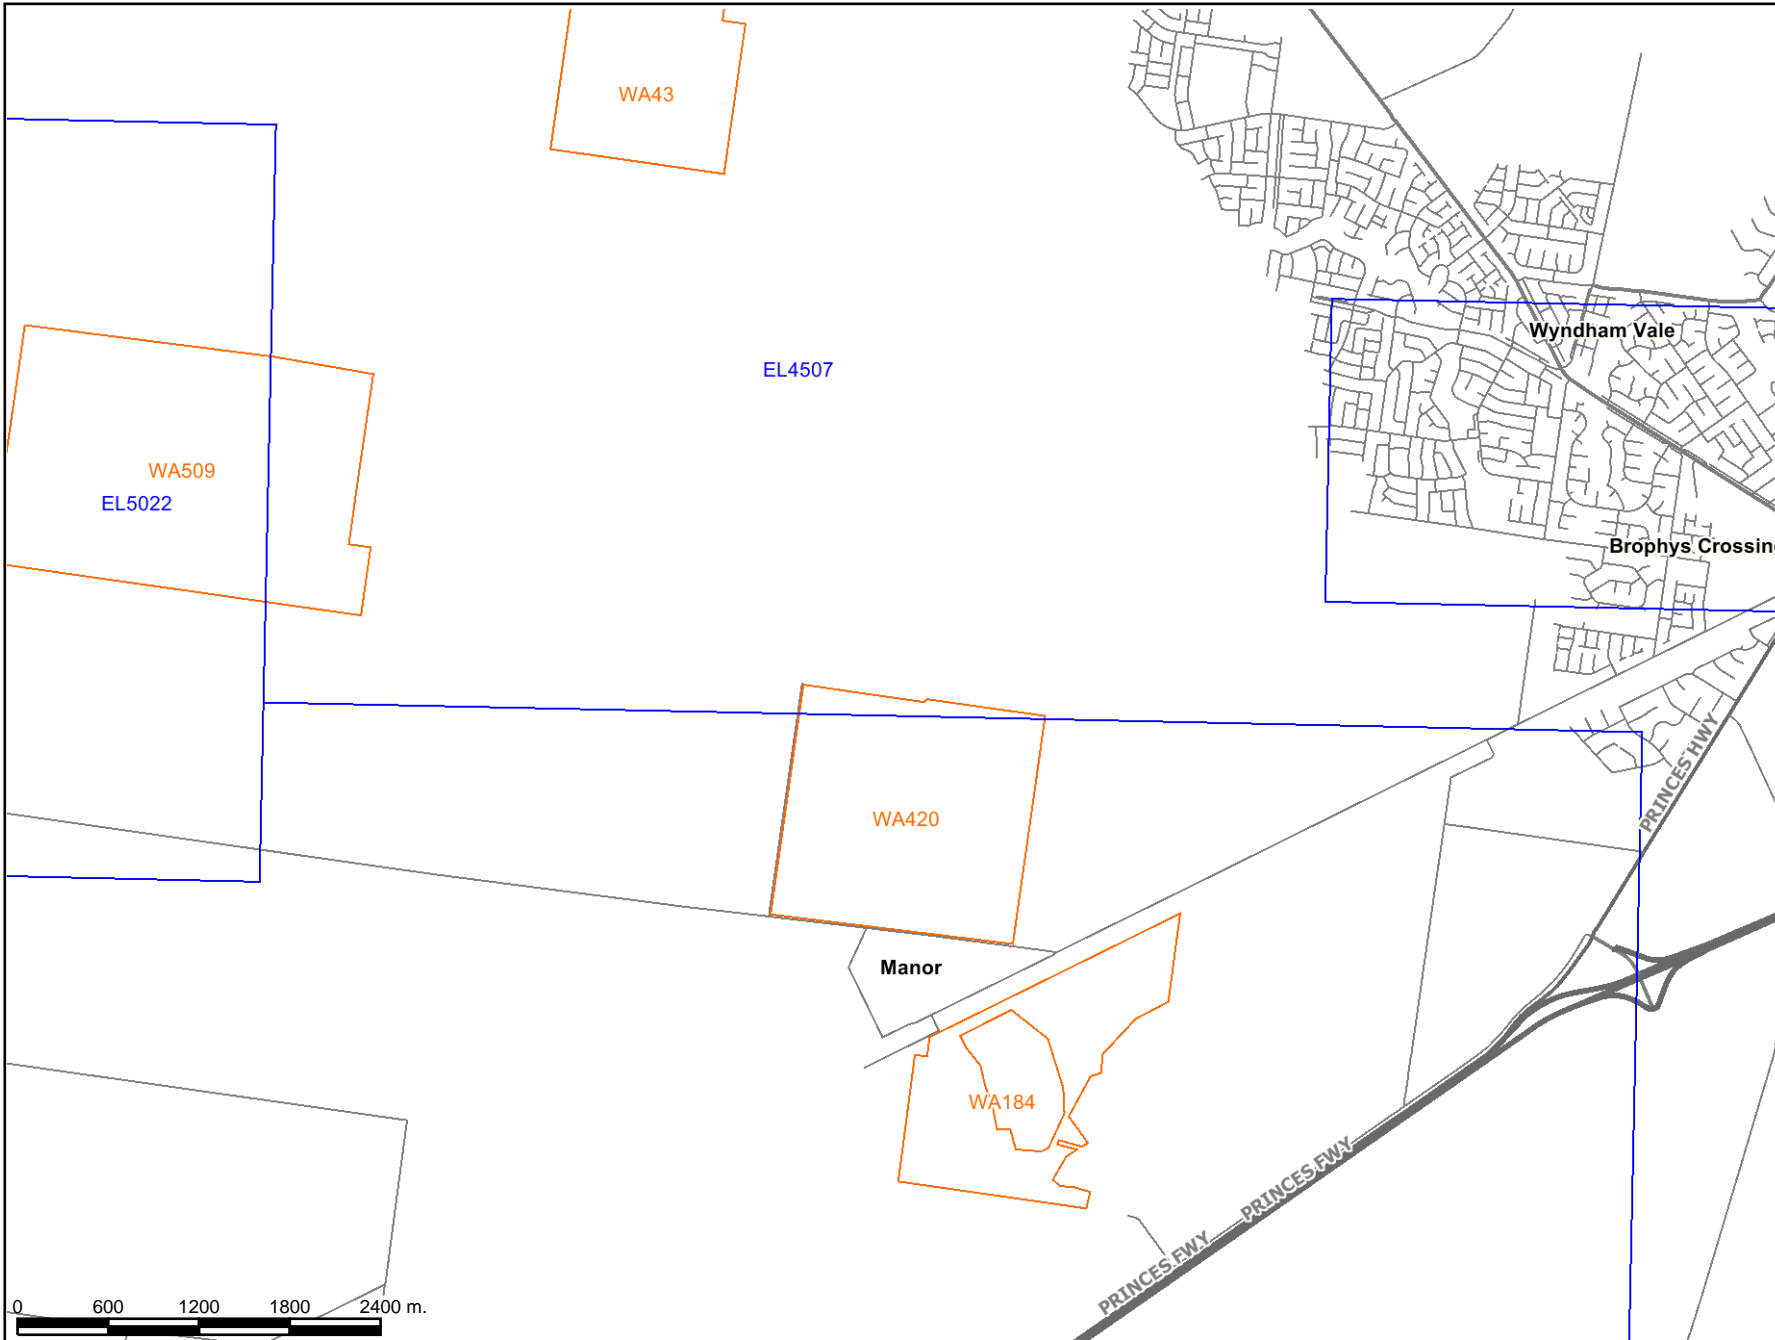 WA43
Wyndham Vale
EL4507
WA509
EL5022
Brophys Crossing
PRINCES HWY
WA420
Manor
WA184
PRINCES FWY
PRINCES FWY
0 600 1200 1800 2400 m.